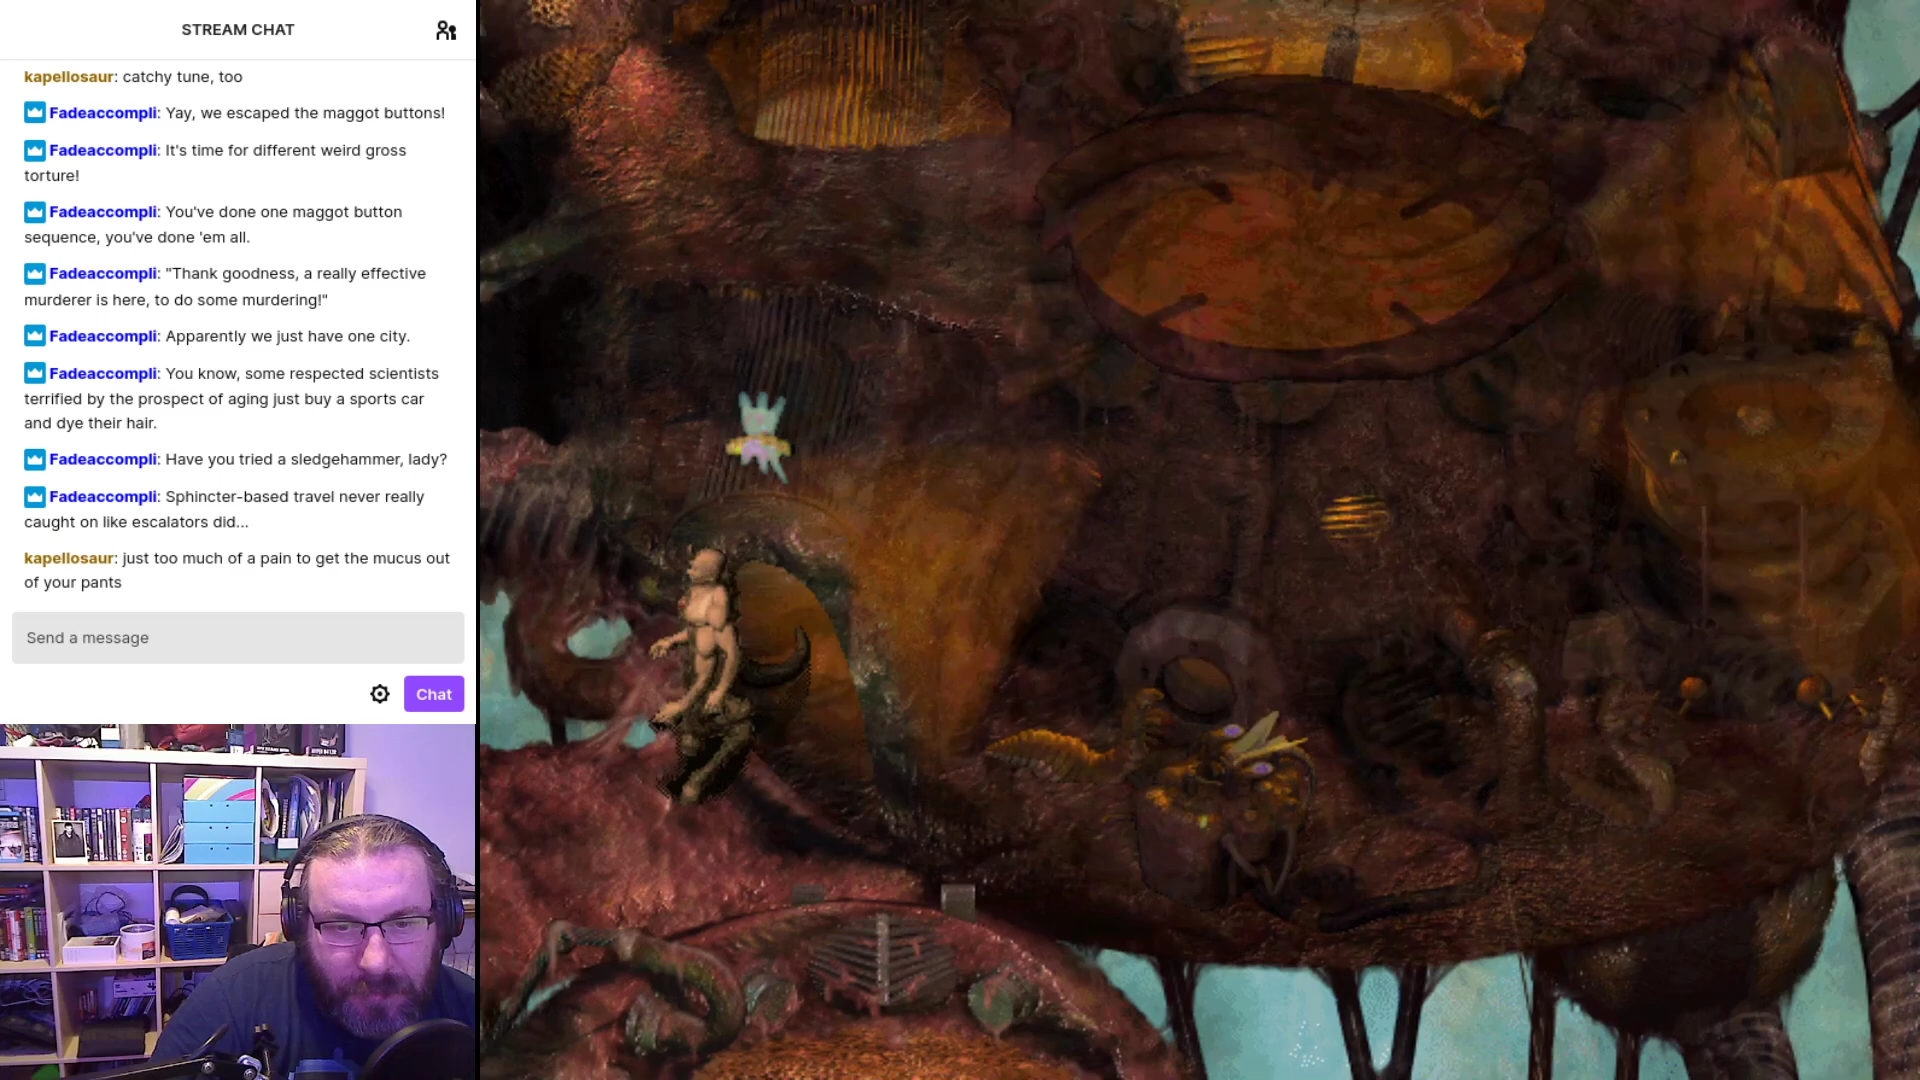 STREAM CHAT
kapellosaur: catchy tune, too
Fadeaccompli: Yay, we escaped the maggot buttons!
Fadeaccompli: It's time for different weird gross
torture!
Fadeaccompli: You've done one maggot button
sequence, you've done 'em all.
Fadeaccompli: "Thank goodness, a really effective
murderer is here, to do some murdering!"
Fadeaccompli: Apparently we just have one city.
Fadeaccompli: You know, some respected scientists
terrified by the prospect of aging just buy a sports car
and dye their hair.
Fadeaccompli: Have you tried a sledgehammer, lady?
Fadeaccompli: Sphincter-based travel never really
caught on like escalators did...
kapellosaur: just too much of a pain to get the mucus out
of your pants
Send a message
Chat